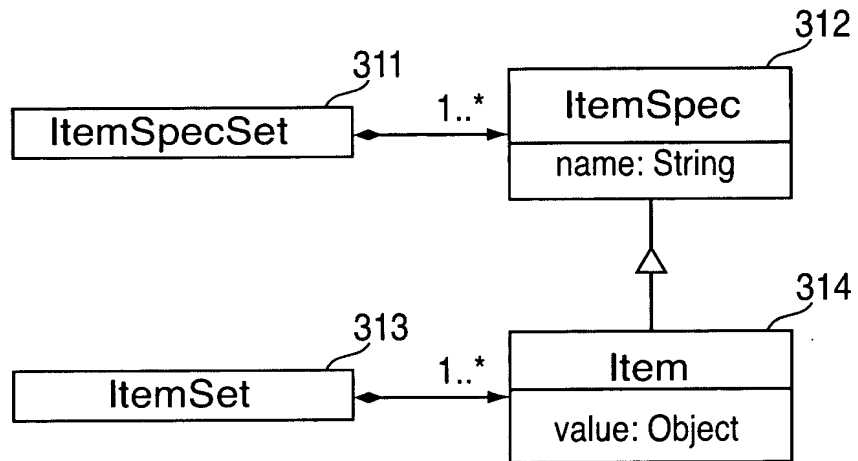 312
311
ItemSpecSet
1..*
ItemSpec
name: String
314
313
ItemSet
1..*
Item
value: Object